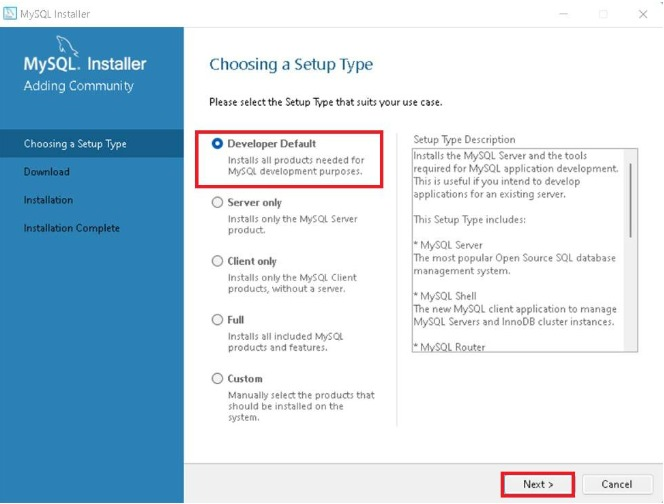 MySQL Installer
MySQL. Installer
Adding Community
Choosing a Setup Type
Download
Installation
Installation Complete
Choosing a Setup Type
Please select the Setup Type that suits your use case.
Developer Default
Installs all products needed for
MySQL development purposes.
Server only
Installs only the MySQL Server
product.
Client only
Installs only the MySQL Client
products, without a server.
Full
Installs all included MySQL
products and features.
Custom
Manually select the products that
should be installed on the
system.
Setup Type Description
Installs the MySQL Server and the tools
required for MySQL application development.
This is useful if you intend to develop
applications for an existing server.
This Setup Type includes:
* MySQL Server
The most popular Open Source SQL database
management system.
* MySQL Shell
The new MySQL client application to manage
MySQL Servers and InnoDB cluster instances.
* MySQL Router
Next >
Cancel